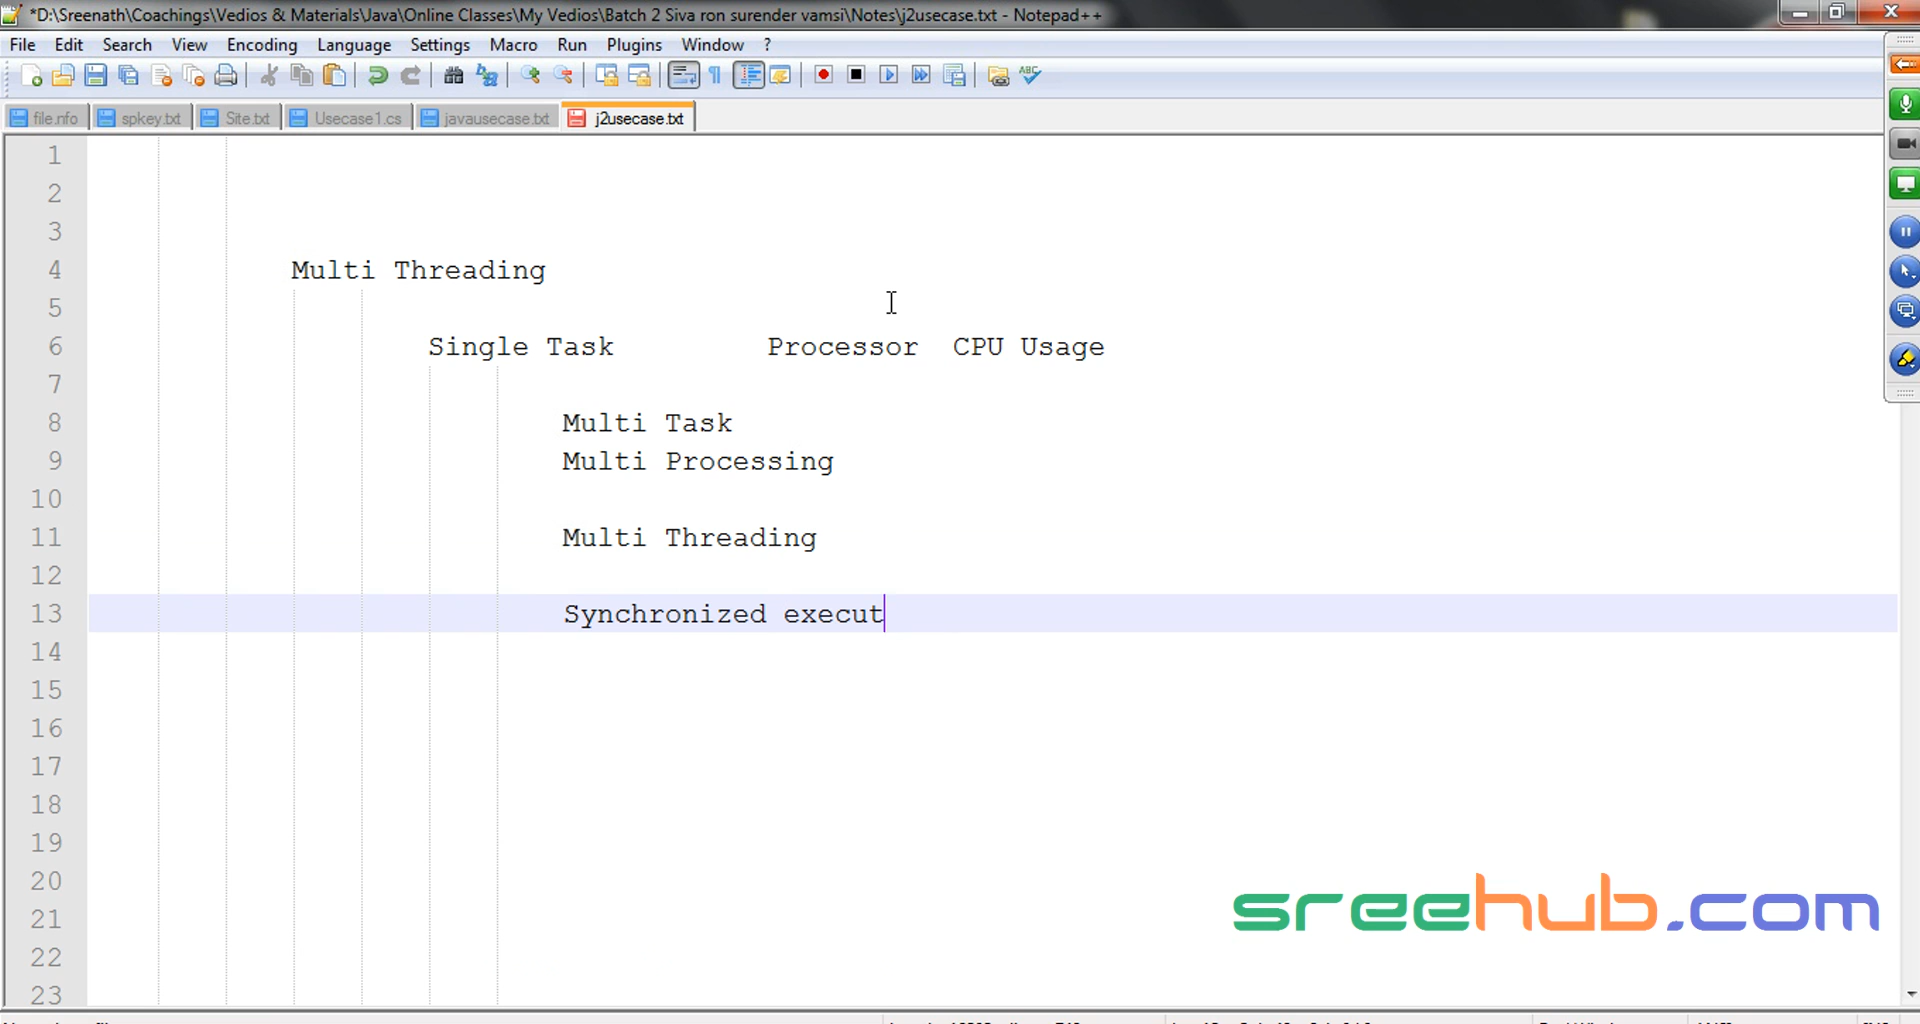 *D:\Sreenath\Coachings\Vedios & Materials\Java\Online Classes\My Vedios\Batch 2 Siva ron surender vamsi\Notes\j2usecase.txt - Notepad++
File Edit Search View Encoding Language Settings Macro Run Plugins Window ?
file.nfo spkey.txt Site.txt Usecase1.cs javausecase.txt j2usecase.txt
1
2
3
4 Multi Threading
5
6 Single Task Processor CPU Usage
7
8 Multi Task
9 Multi Processing
10
11 Multi Threading
12
13 Synchronized execut
14
15
16
17
18
19
20
21
22
23
sreehub.com